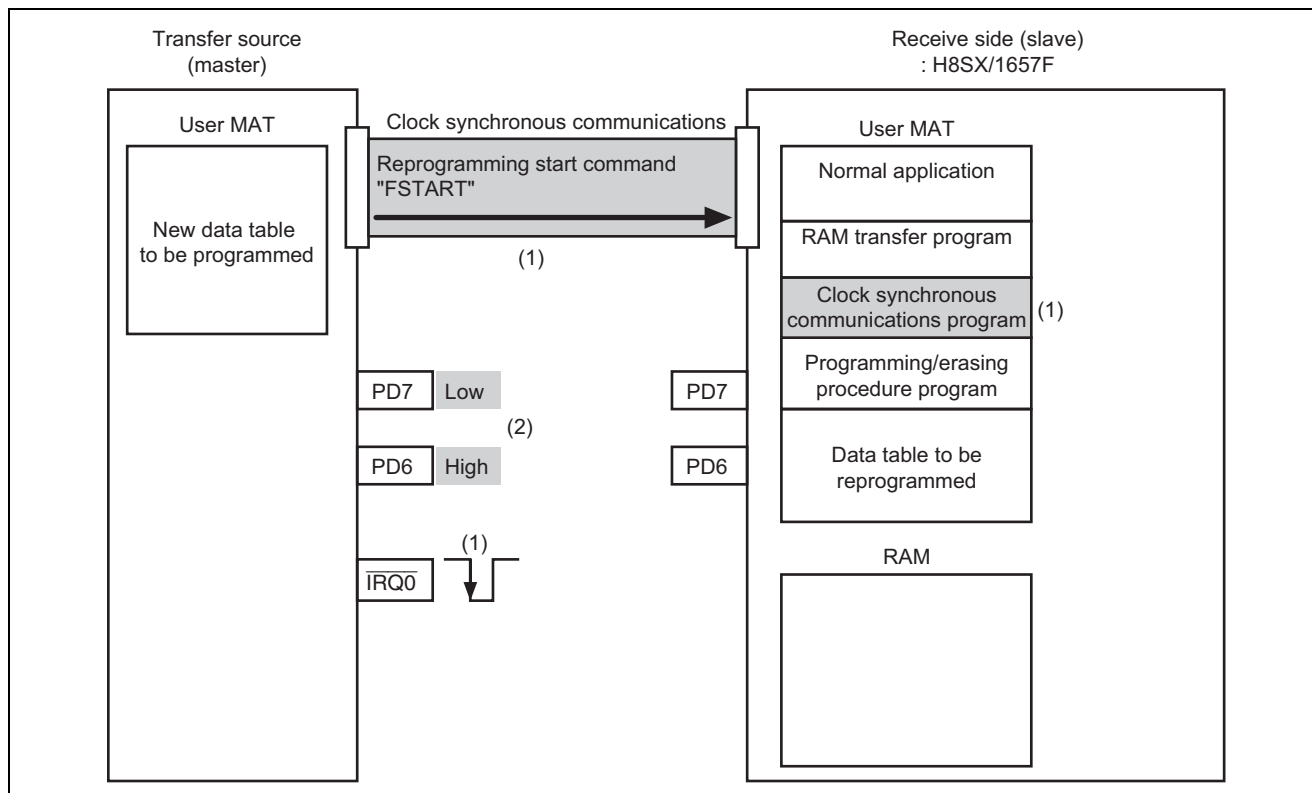 Transfer source
(master)
Receive side (slave)
: H8SX/1657F
User MAT
New data table
to be programmed
Clock synchronous communications
Reprogramming start command
"FSTART"
(1)
User MAT
Normal application
RAM transfer program
Clock synchronous
communications program
(1)
Programming/erasing
procedure program
Data table to be
reprogrammed
PD7
Low
PD7
(2)
PD6
High
PD6
(1)
IRQ0
RAM